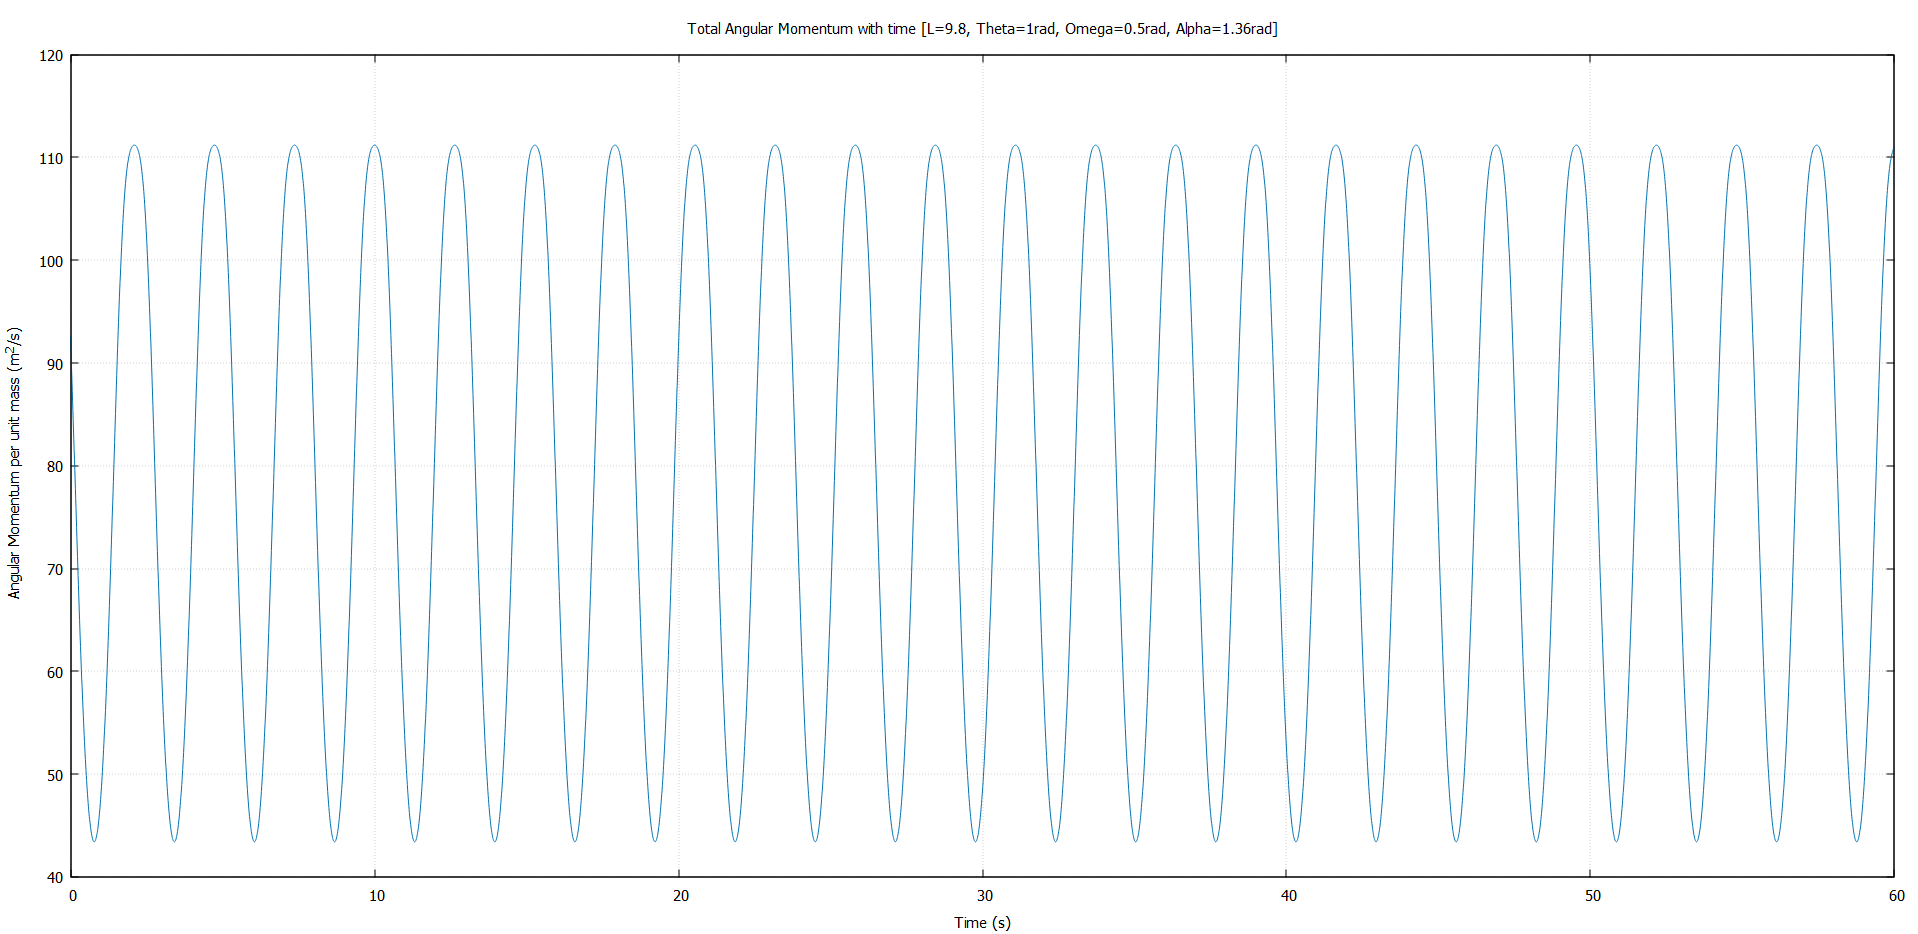 Total Angular Momentum with time [L=9.8, Theta=1rad, Omega=0.5rad, Alpha=1.36rad]
120
110
100
90
80
70
60
50
40
Angular Momentum per unit mass (m²/s)
0 10 20 30 40 50 60
Time (s)